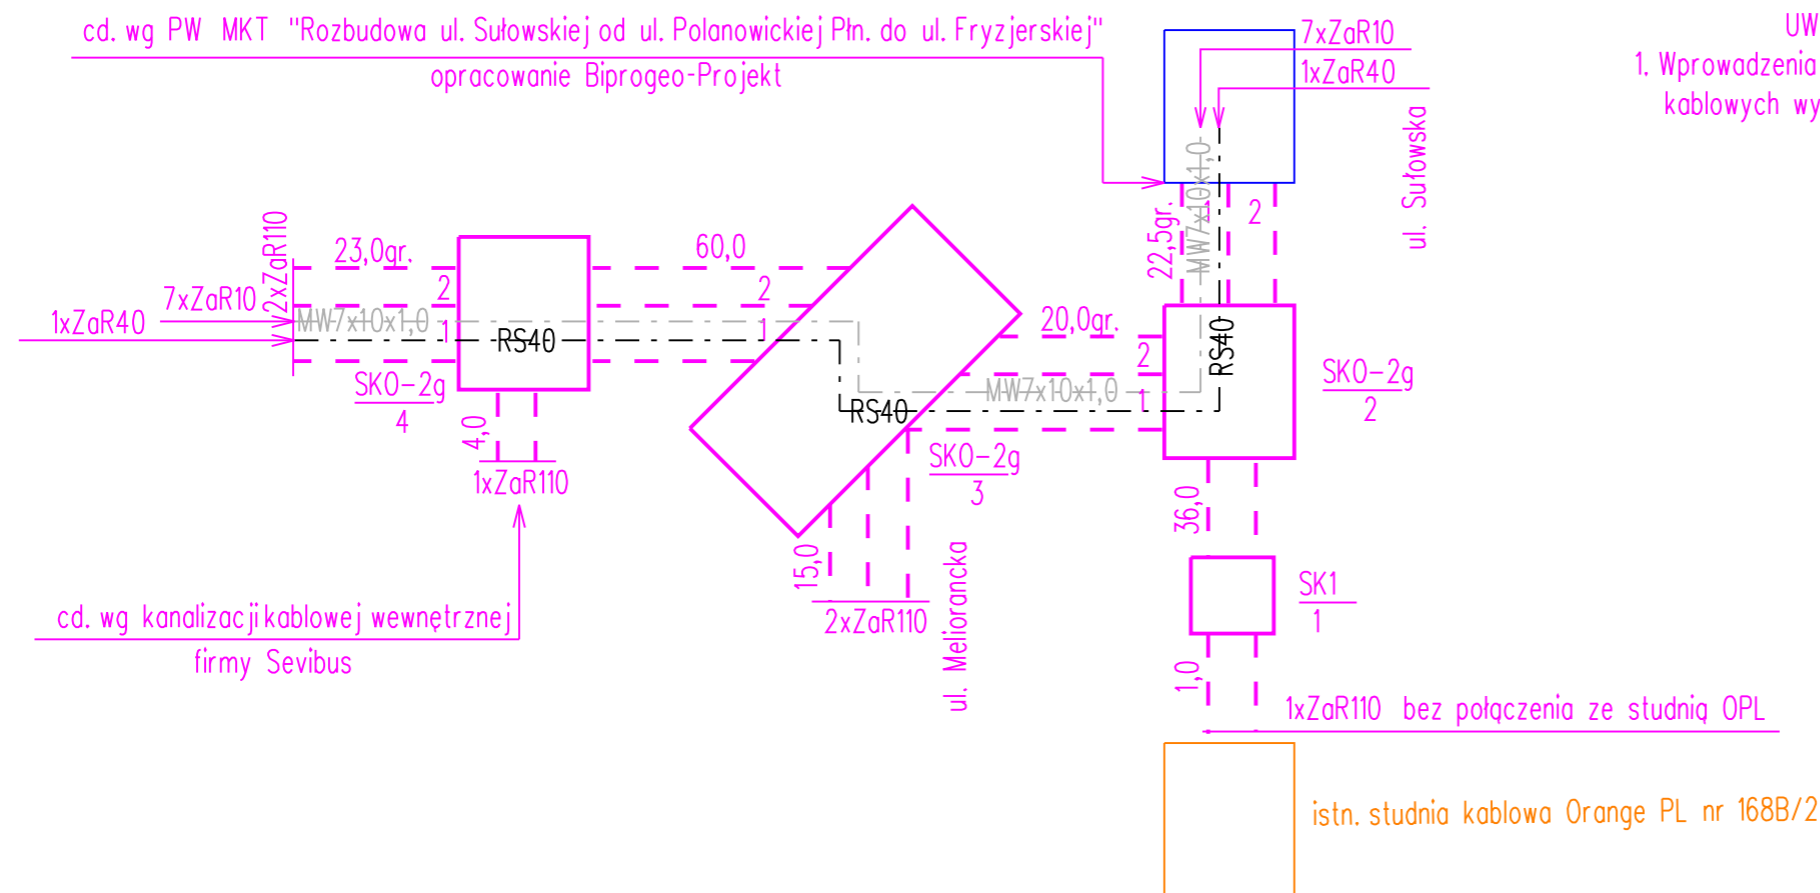 cd. wg PW MKT "Rozbudowa ul. Sułowskiej od ul. Polanowickiej Płn. do ul. Fryzjerskiej"
opracowanie Biprogeo-Projekt
7xZaR10
1xZaR40
UW
1. Wprowadzenia
kablowych wy
ul. Sułowska
MW7x10x1,0
22,5gr.
1
2
2xZaR110
23,0gr.
60,0
2
2
7xZaR10
1xZaR40
MW7x10x1,0
1
1
RS40
20,0gr.
2
RS40
SKO-2g
4
MW7x10x1,0
1
RS40
SKO-2g
2
4,0
1xZaR110
SKO-2g
3
36,0
15,0
2xZaR110
ul. Meliorancka
SK1
1
cd. wg kanalizacji kablowej wewnętrznej
firmy Sevibus
1,0
1xZaR110 bez połączenia ze studnią OPL
istn. studnia kablowa Orange PL nr 168B/2